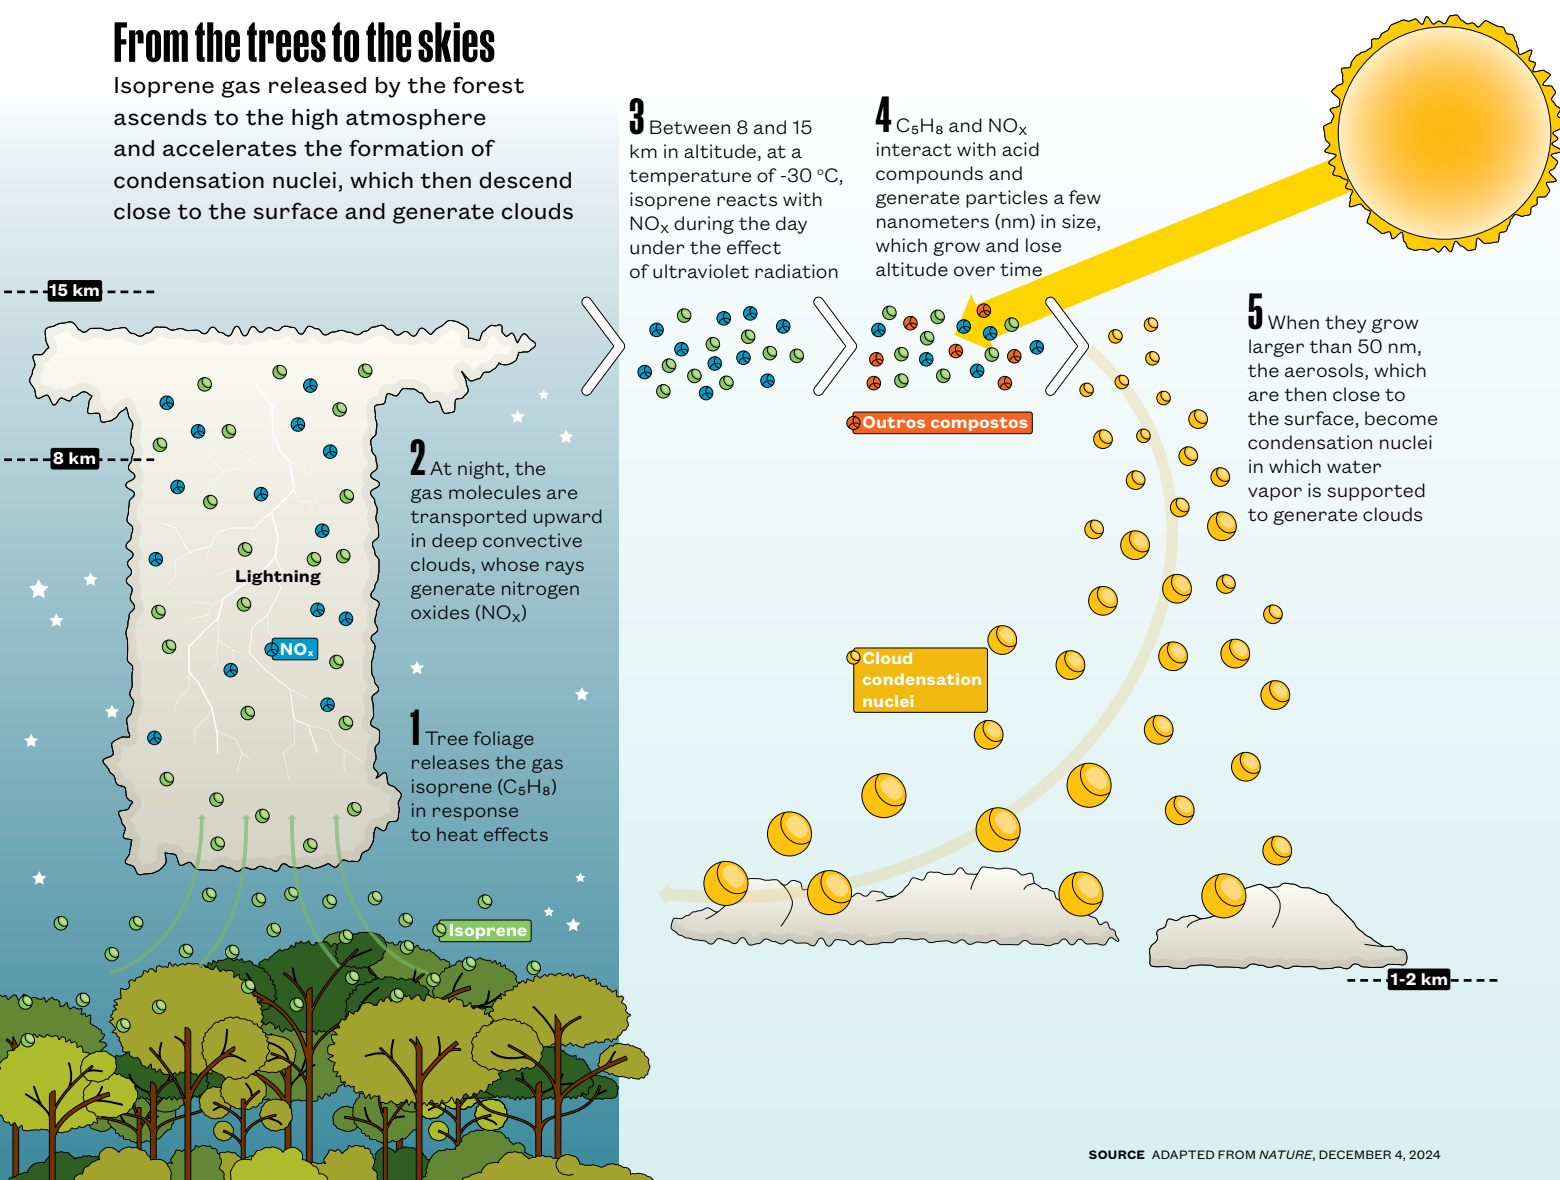 From the trees to the skies
Isoprene gas released by the forest
ascends to the high atmosphere
and accelerates the formation of
condensation nuclei, which then descend
close to the surface and generate clouds
15 km
8 km
Lightning
NOₓ
2 At night, the
gas molecules are
transported upward
in deep convective
clouds, whose rays
generate nitrogen
oxides (NOₓ)
1 Tree foliage
releases the gas
isoprene (C₅H₈)
in response
to heat effects
Isoprene
3 Between 8 and 15
km in altitude, at a
temperature of -30 °C,
isoprene reacts with
NOₓ during the day
under the effect
of ultraviolet radiation
4 C₅H₈ and NOₓ
interact with acid
compounds and
generate particles a few
nanometers (nm) in size,
which grow and lose
altitude over time
Outros compostos
Cloud
condensation
nuclei
5 When they grow
larger than 50 nm,
the aerosols, which
are then close to
the surface, become
condensation nuclei
in which water
vapor is supported
to generate clouds
1-2 km
SOURCE ADAPTED FROM NATURE, DECEMBER 4, 2024